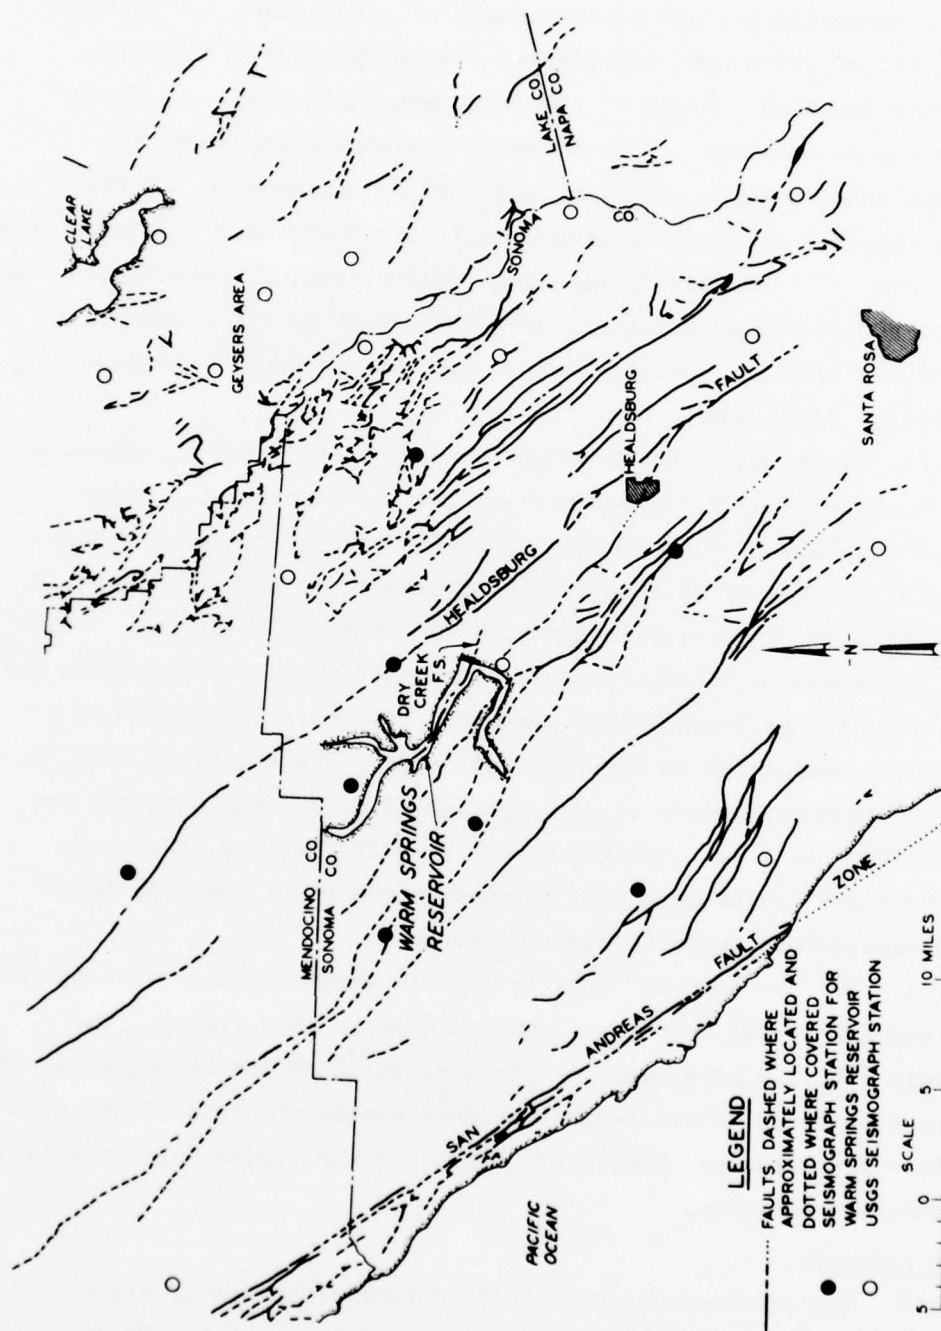 CLEAR
LAKE
GEYSERS AREA
LAKE CO.
NAPA CO.
SONOMA
CO.
MENDOCINO CO.
SONOMA CO.
HEALDSBURG
FAULT
DRY
CREEK
F.S.
WARM SPRINGS
RESERVOIR
HEALDSBURG
SANTA ROSA
SAN
ANDREAS
FAULT
ZONE
PACIFIC
OCEAN
N
LEGEND
FAULTS DASHED WHERE
APPROXIMATELY LOCATED AND
DOTTED WHERE COVERED
SEISMOGRAPH STATION FOR
WARM SPRINGS RESERVOIR
USGS SEISMOGRAPH STATION
5 0 5 10 MILES
SCALE